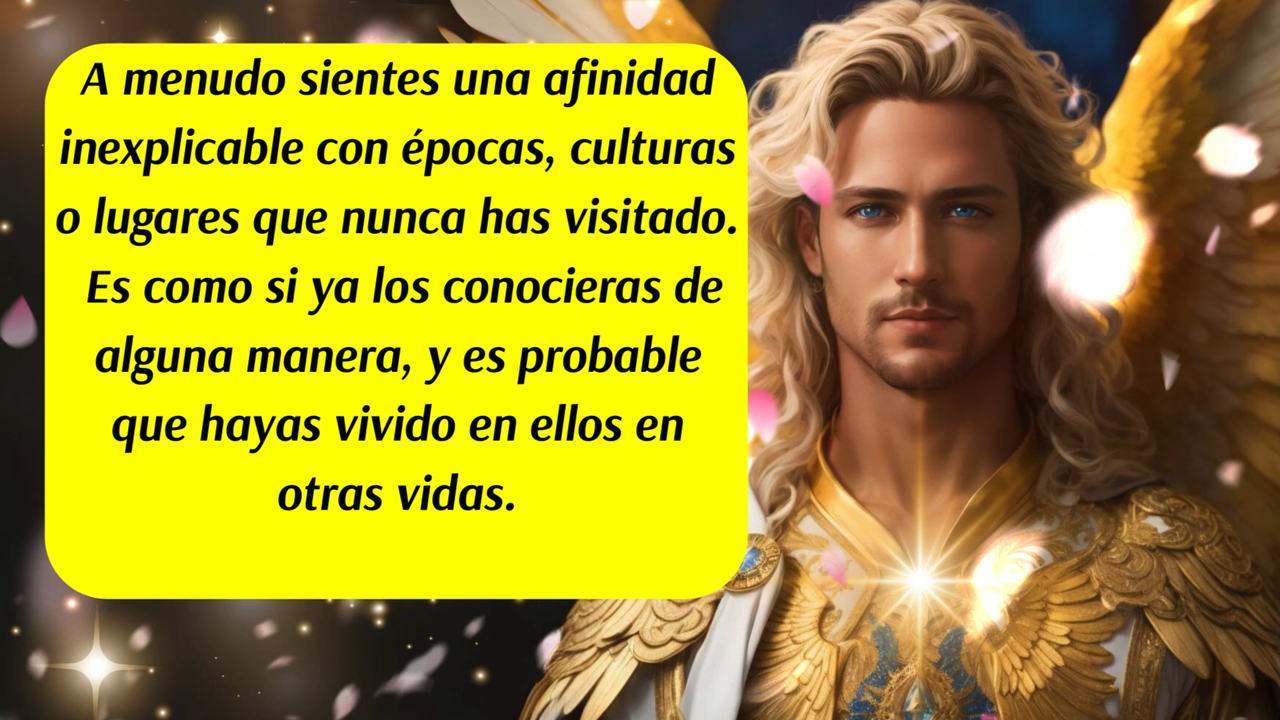 A menudo sientes una afinidad
inexplicable con épocas, culturas
o lugares que nunca has visitado.
Es como si ya los conocieras de
alguna manera, y es probable
que hayas vivido en ellos en
otras vidas.